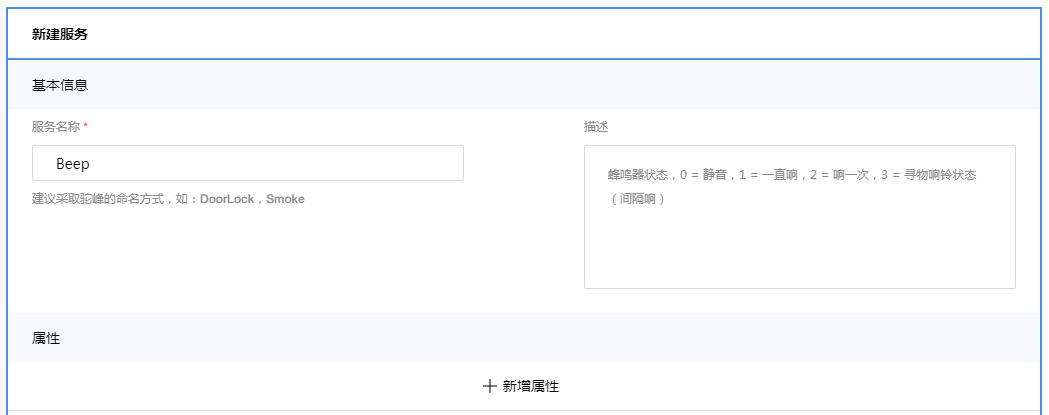 新建服务
基本信息
服务名称 *
Beep
建议采取驼峰的命名方式，如：DoorLock，Smoke
描述
蜂鸣器状态，0 = 静音，1 = 一直响，2 = 响一次，3 = 寻物响铃状态
（间隔响）
属性
新增属性